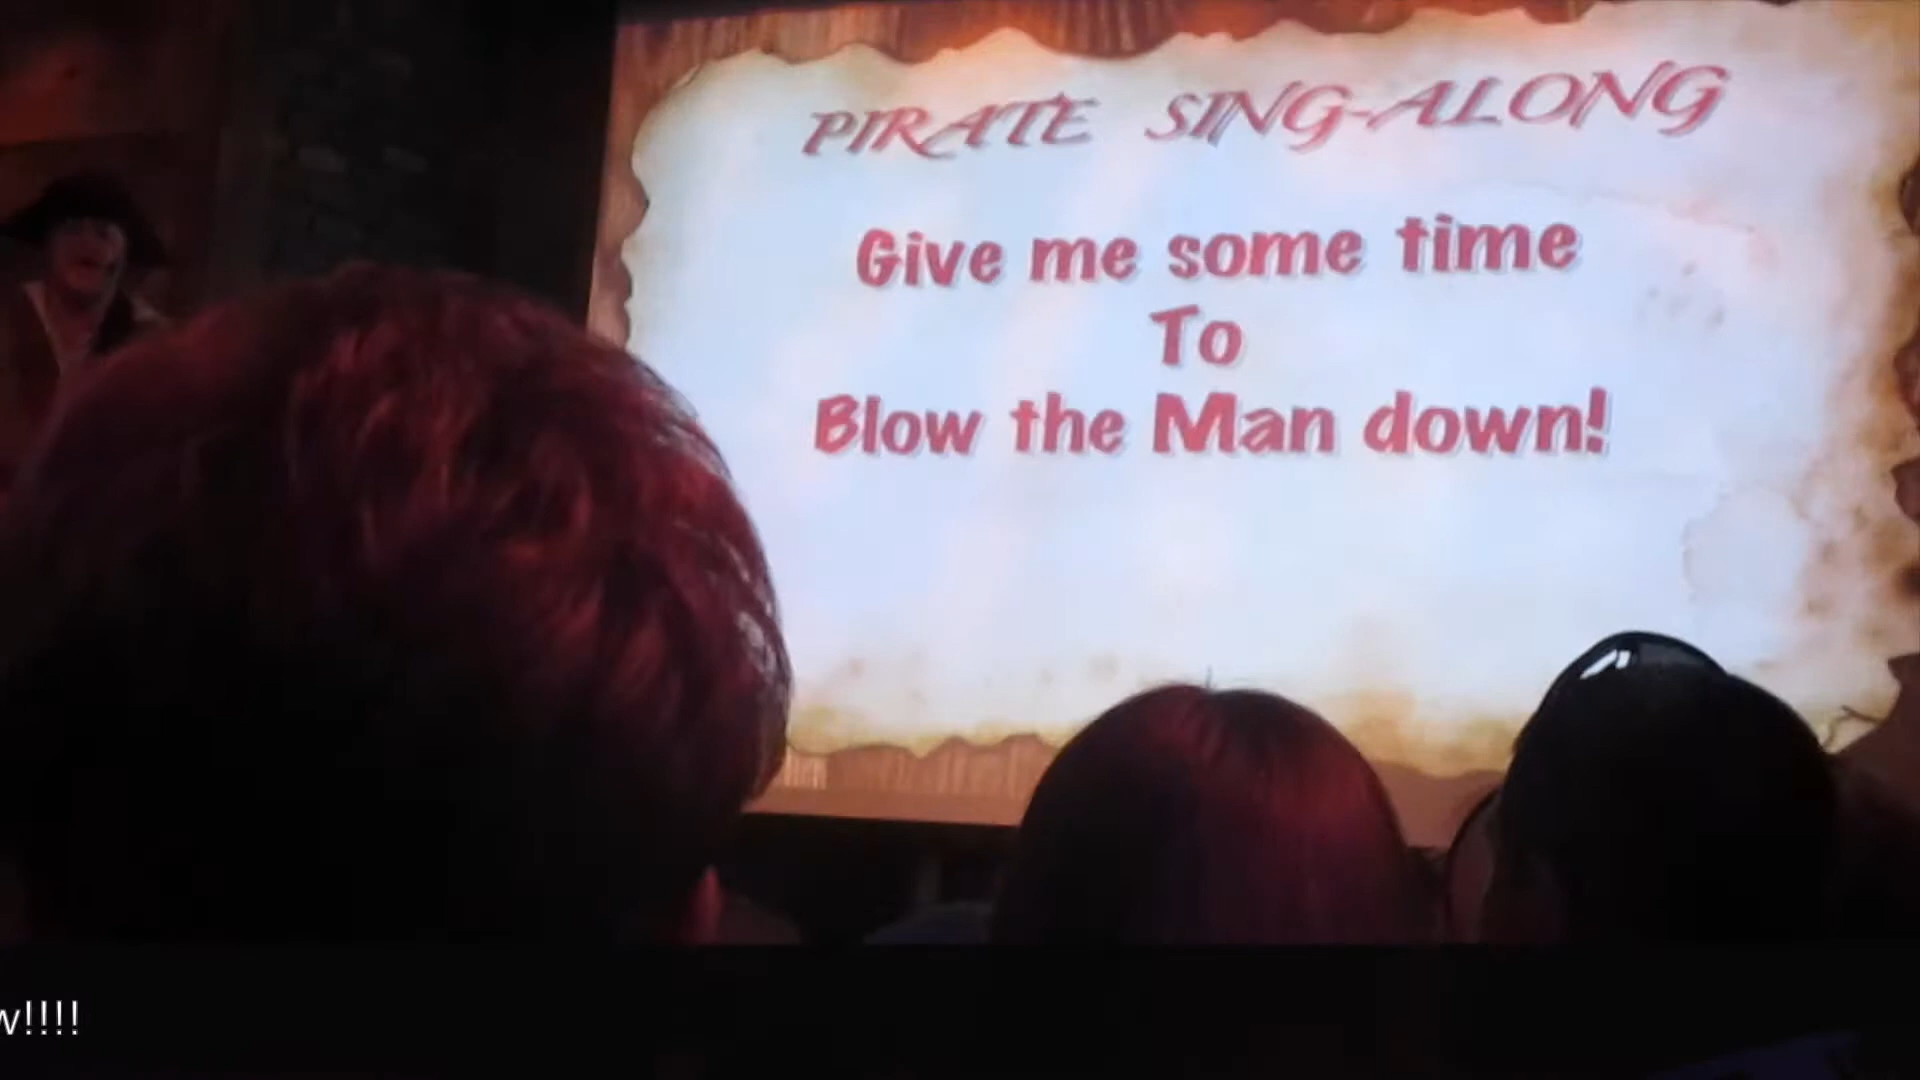 PIRATE SING-ALONG
Give me some time
To
Blow the Man down!
w!!!!